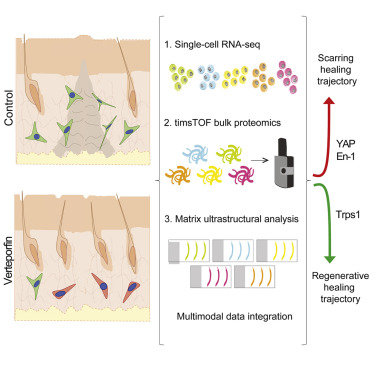 Control
Verteporfin
1. Single-cell RNA-seq
2. timsTOF bulk proteomics
3. Matrix ultrastructural analysis
Multimodal data integration
Scarring
healing
trajectory
YAP
En-1
Trps1
Regenerative
healing
trajectory